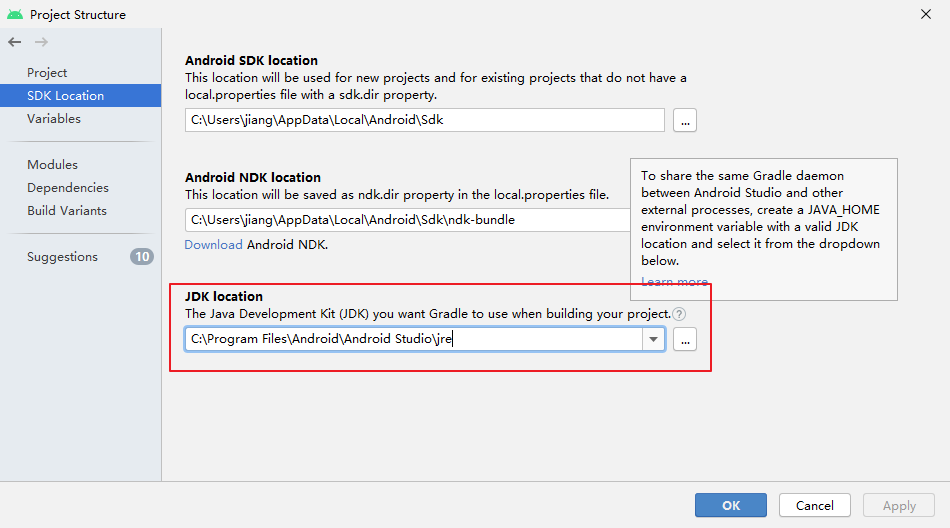 Project Structure
Project
SDK Location
Variables
Modules
Dependencies
Build Variants
Suggestions
10
Android SDK location
This location will be used for new projects and for existing projects that do not have a
local.properties file with a sdk.dir property.
C:\Users\jiang\AppData\Local\Android\Sdk
...
Android NDK location
This location will be saved as ndk.dir property in the local.properties file.
C:\Users\jiang\AppData\Local\Android\Sdk\ndk-bundle
Download Android NDK.
To share the same Gradle daemon
between Android Studio and other
external processes, create a JAVA_HOME
environment variable with a valid JDK
location and select it from the dropdown
below.
Learn more
JDK location
The Java Development Kit (JDK) you want Gradle to use when building your project.
?
C:\Program Files\Android\Android Studio\jre
...
OK
Cancel
Apply